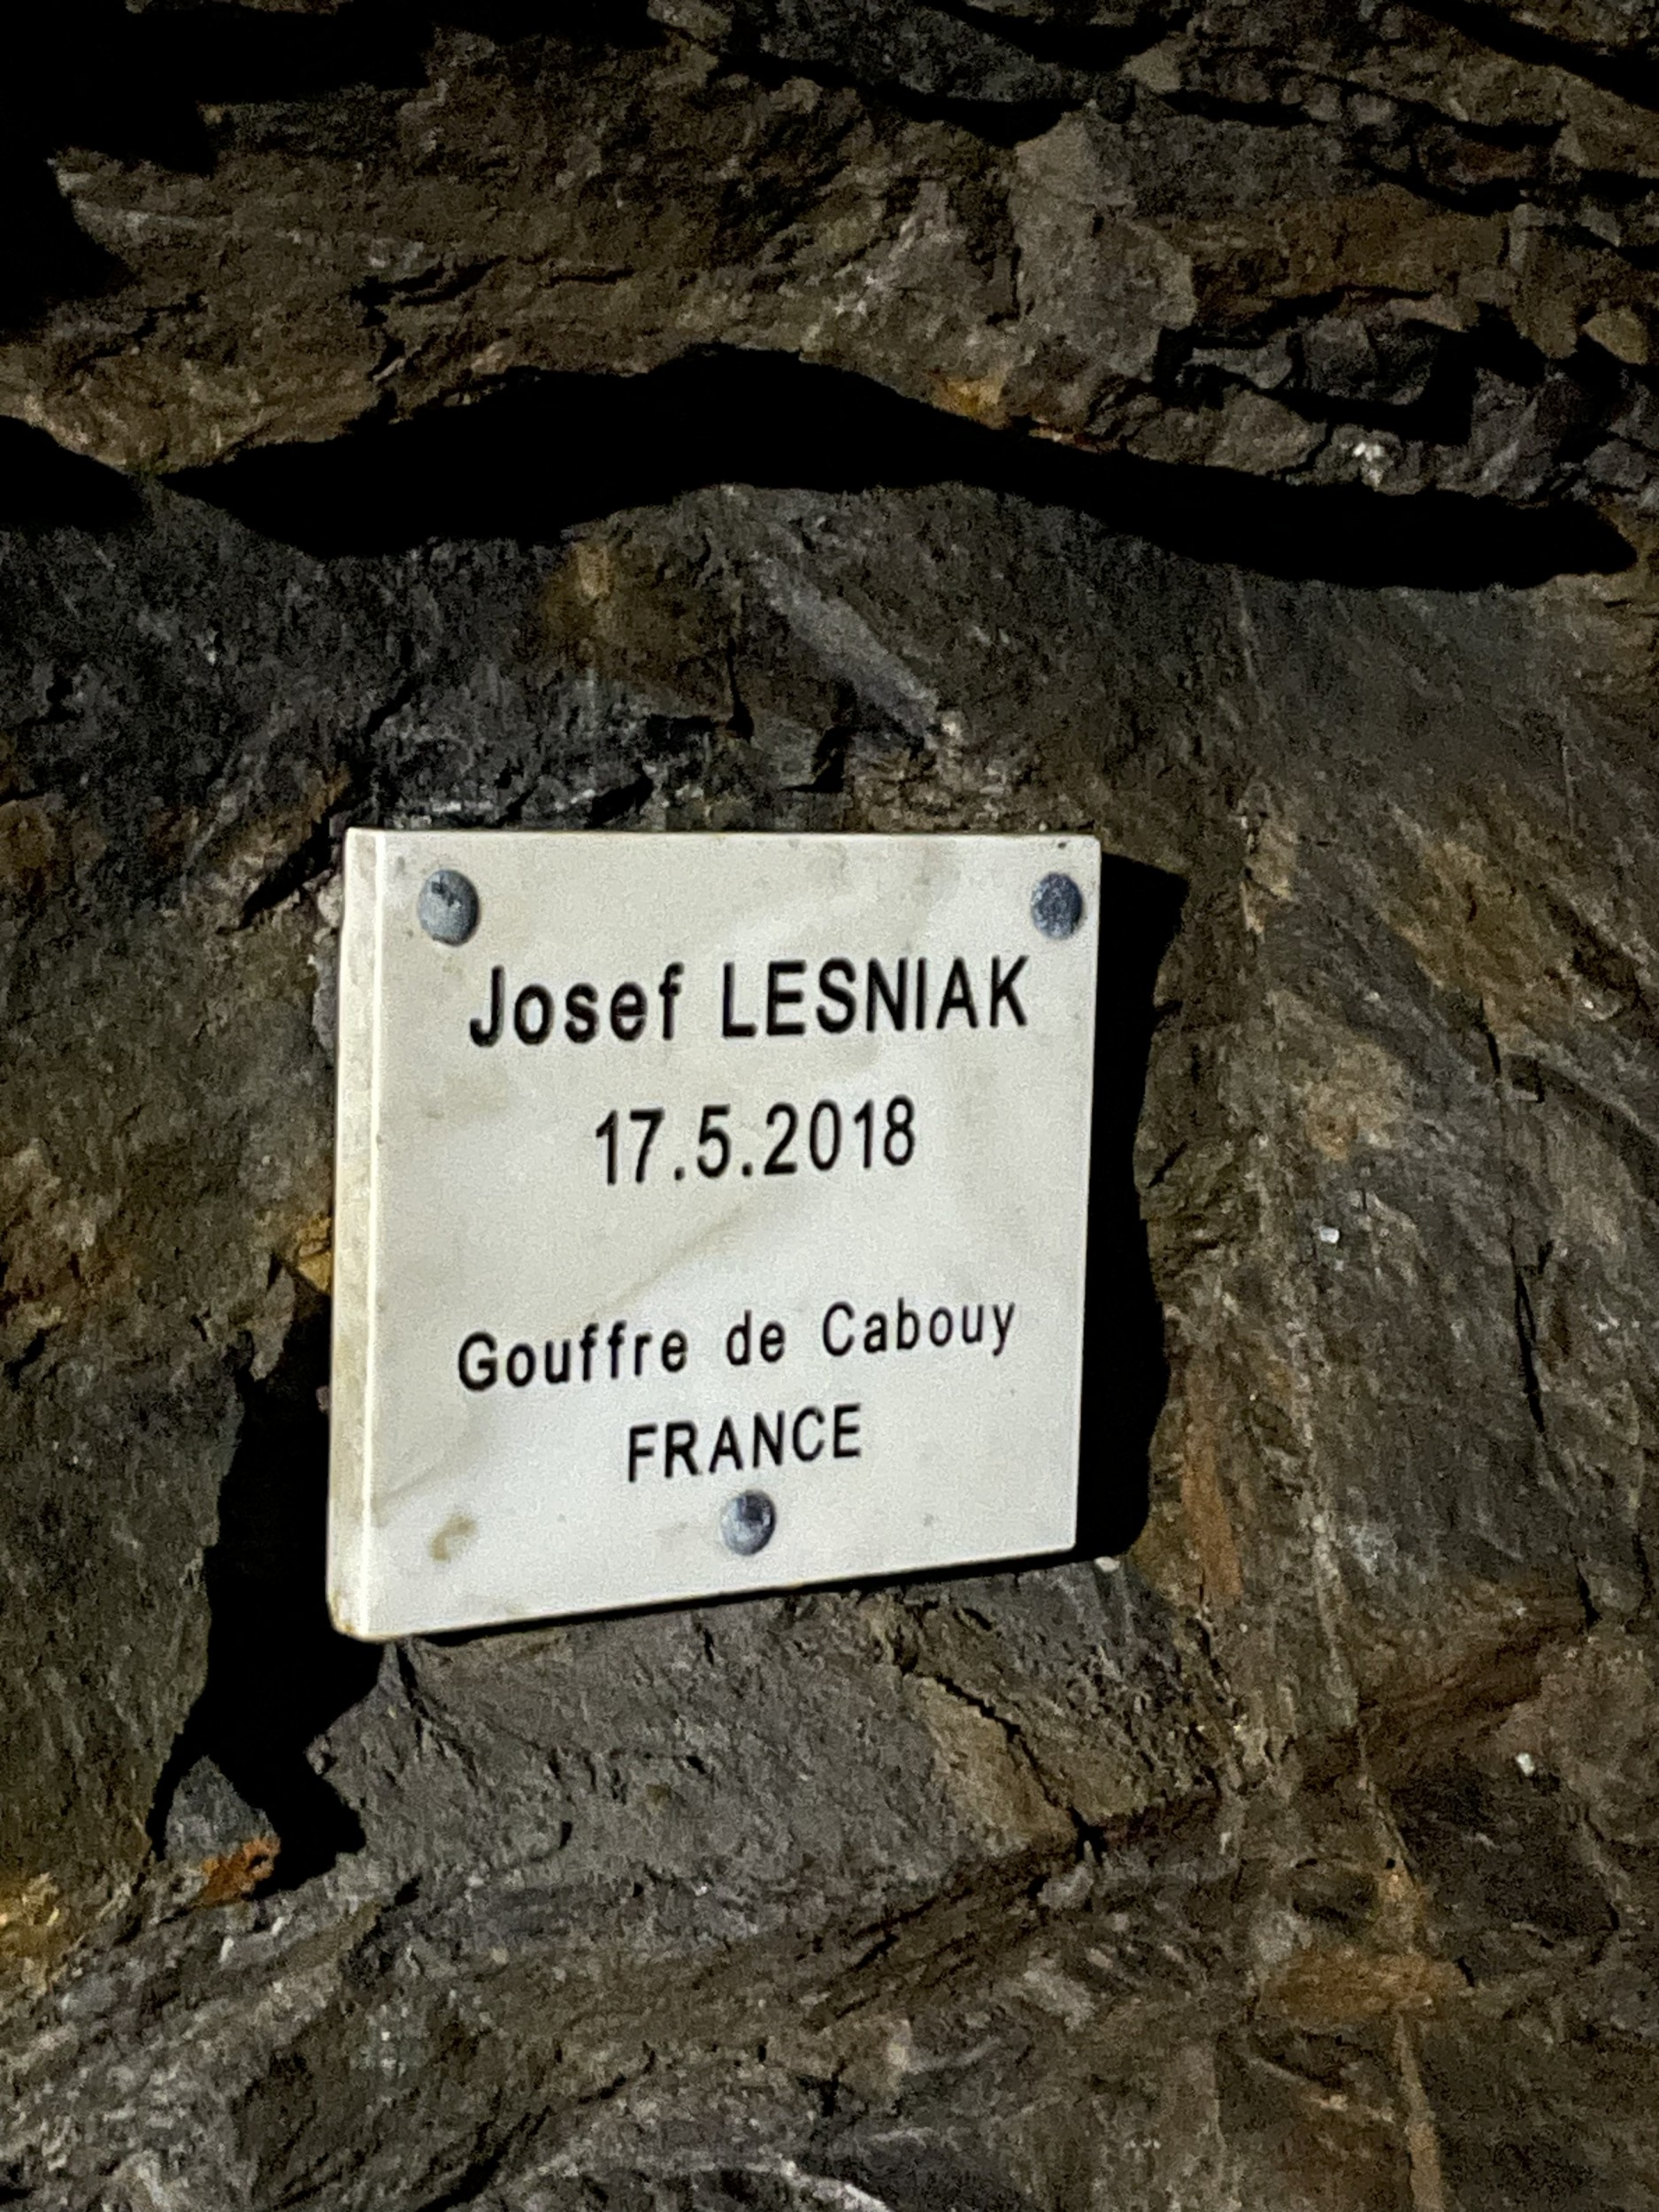 Josef LESNIAK
17.5.2018
Gouffre de Cabouy
FRANCE